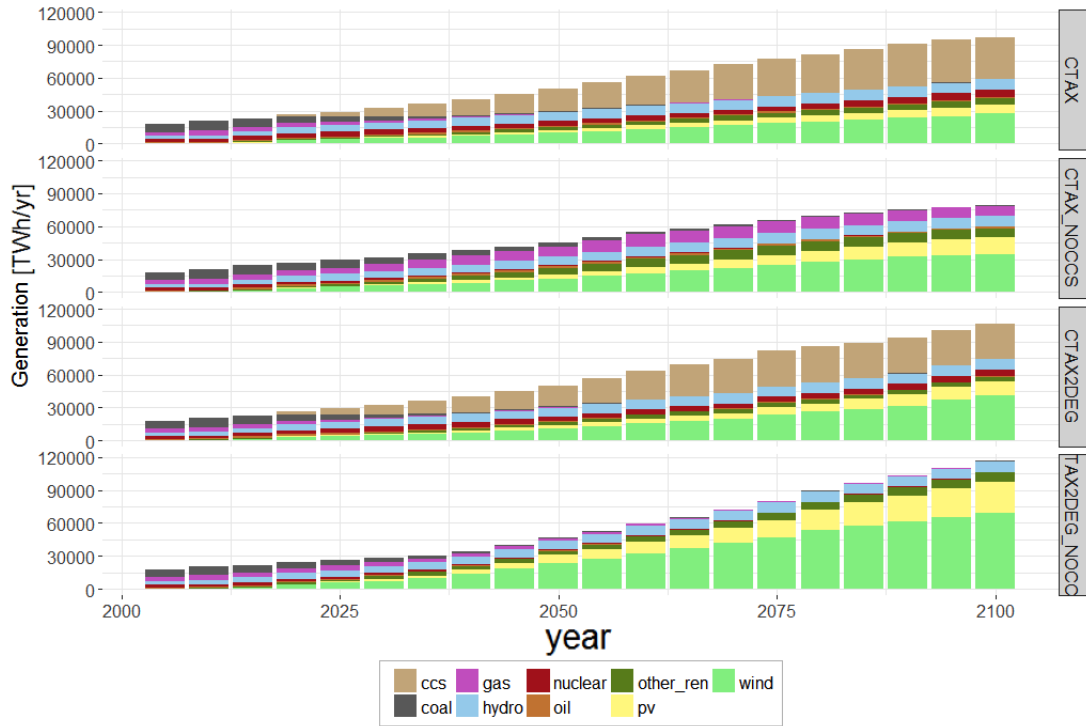 120000
90000
60000
30000
0
CTAX
120000
90000
60000
30000
0
CTAX_NOCCS
120000
90000
60000
30000
0
CTAX2DEG
120000
90000
60000
30000
0
TAX2DEG_NOCC
Generation [TWh/yr]
2000 2025 2050 2075 2100
year
ccs gas nuclear other_ren wind
coal hydro oil pv